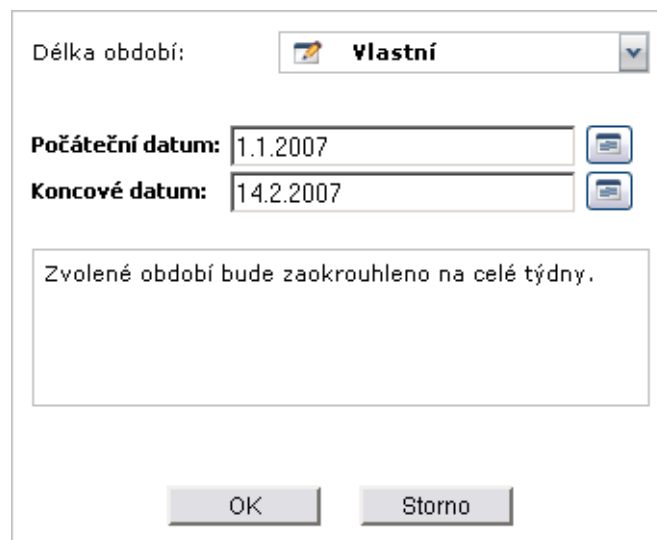 Délka období: Vlastní
Počáteční datum: 1.1.2007
Koncové datum: 14.2.2007
Zvolené období bude zaokrouhleno na celé týdny.
OK Storno